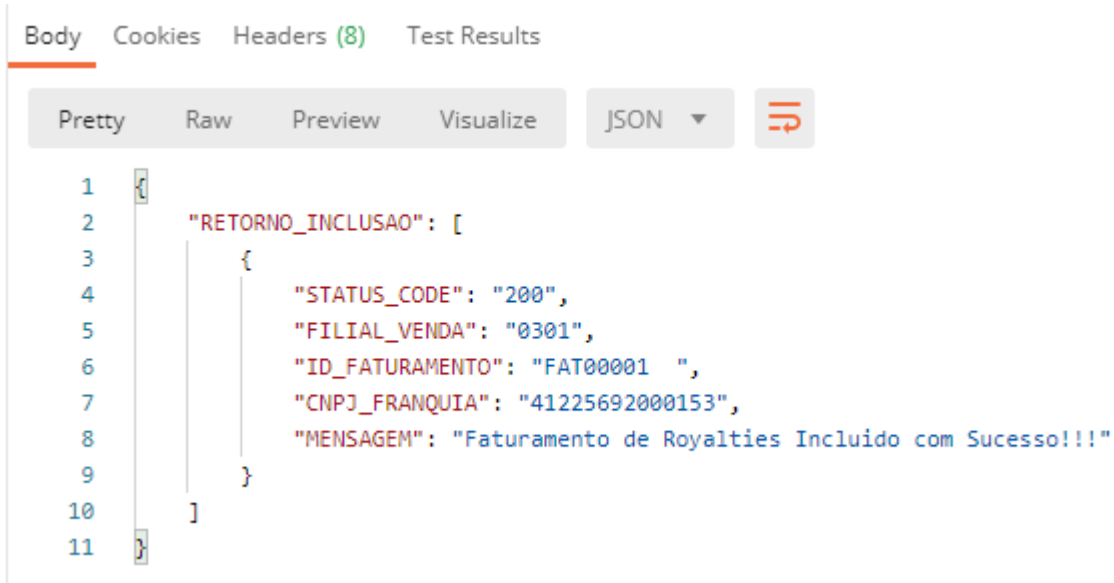 Body Cookies Headers (8) Test Results
Pretty Raw Preview Visualize JSON
1 {
2 "RETORNO_INCLUSAO": [
3 {
4 "STATUS_CODE": "200",
5 "FILIAL_VENDA": "0301",
6 "ID_FATURAMENTO": "FAT00001  ",
7 "CNPJ_FRANQUIA": "41225692000153",
8 "MENSAGEM": "Faturamento de Royalties Incluido com Sucesso!!!"
9 }
10 ]
11 }